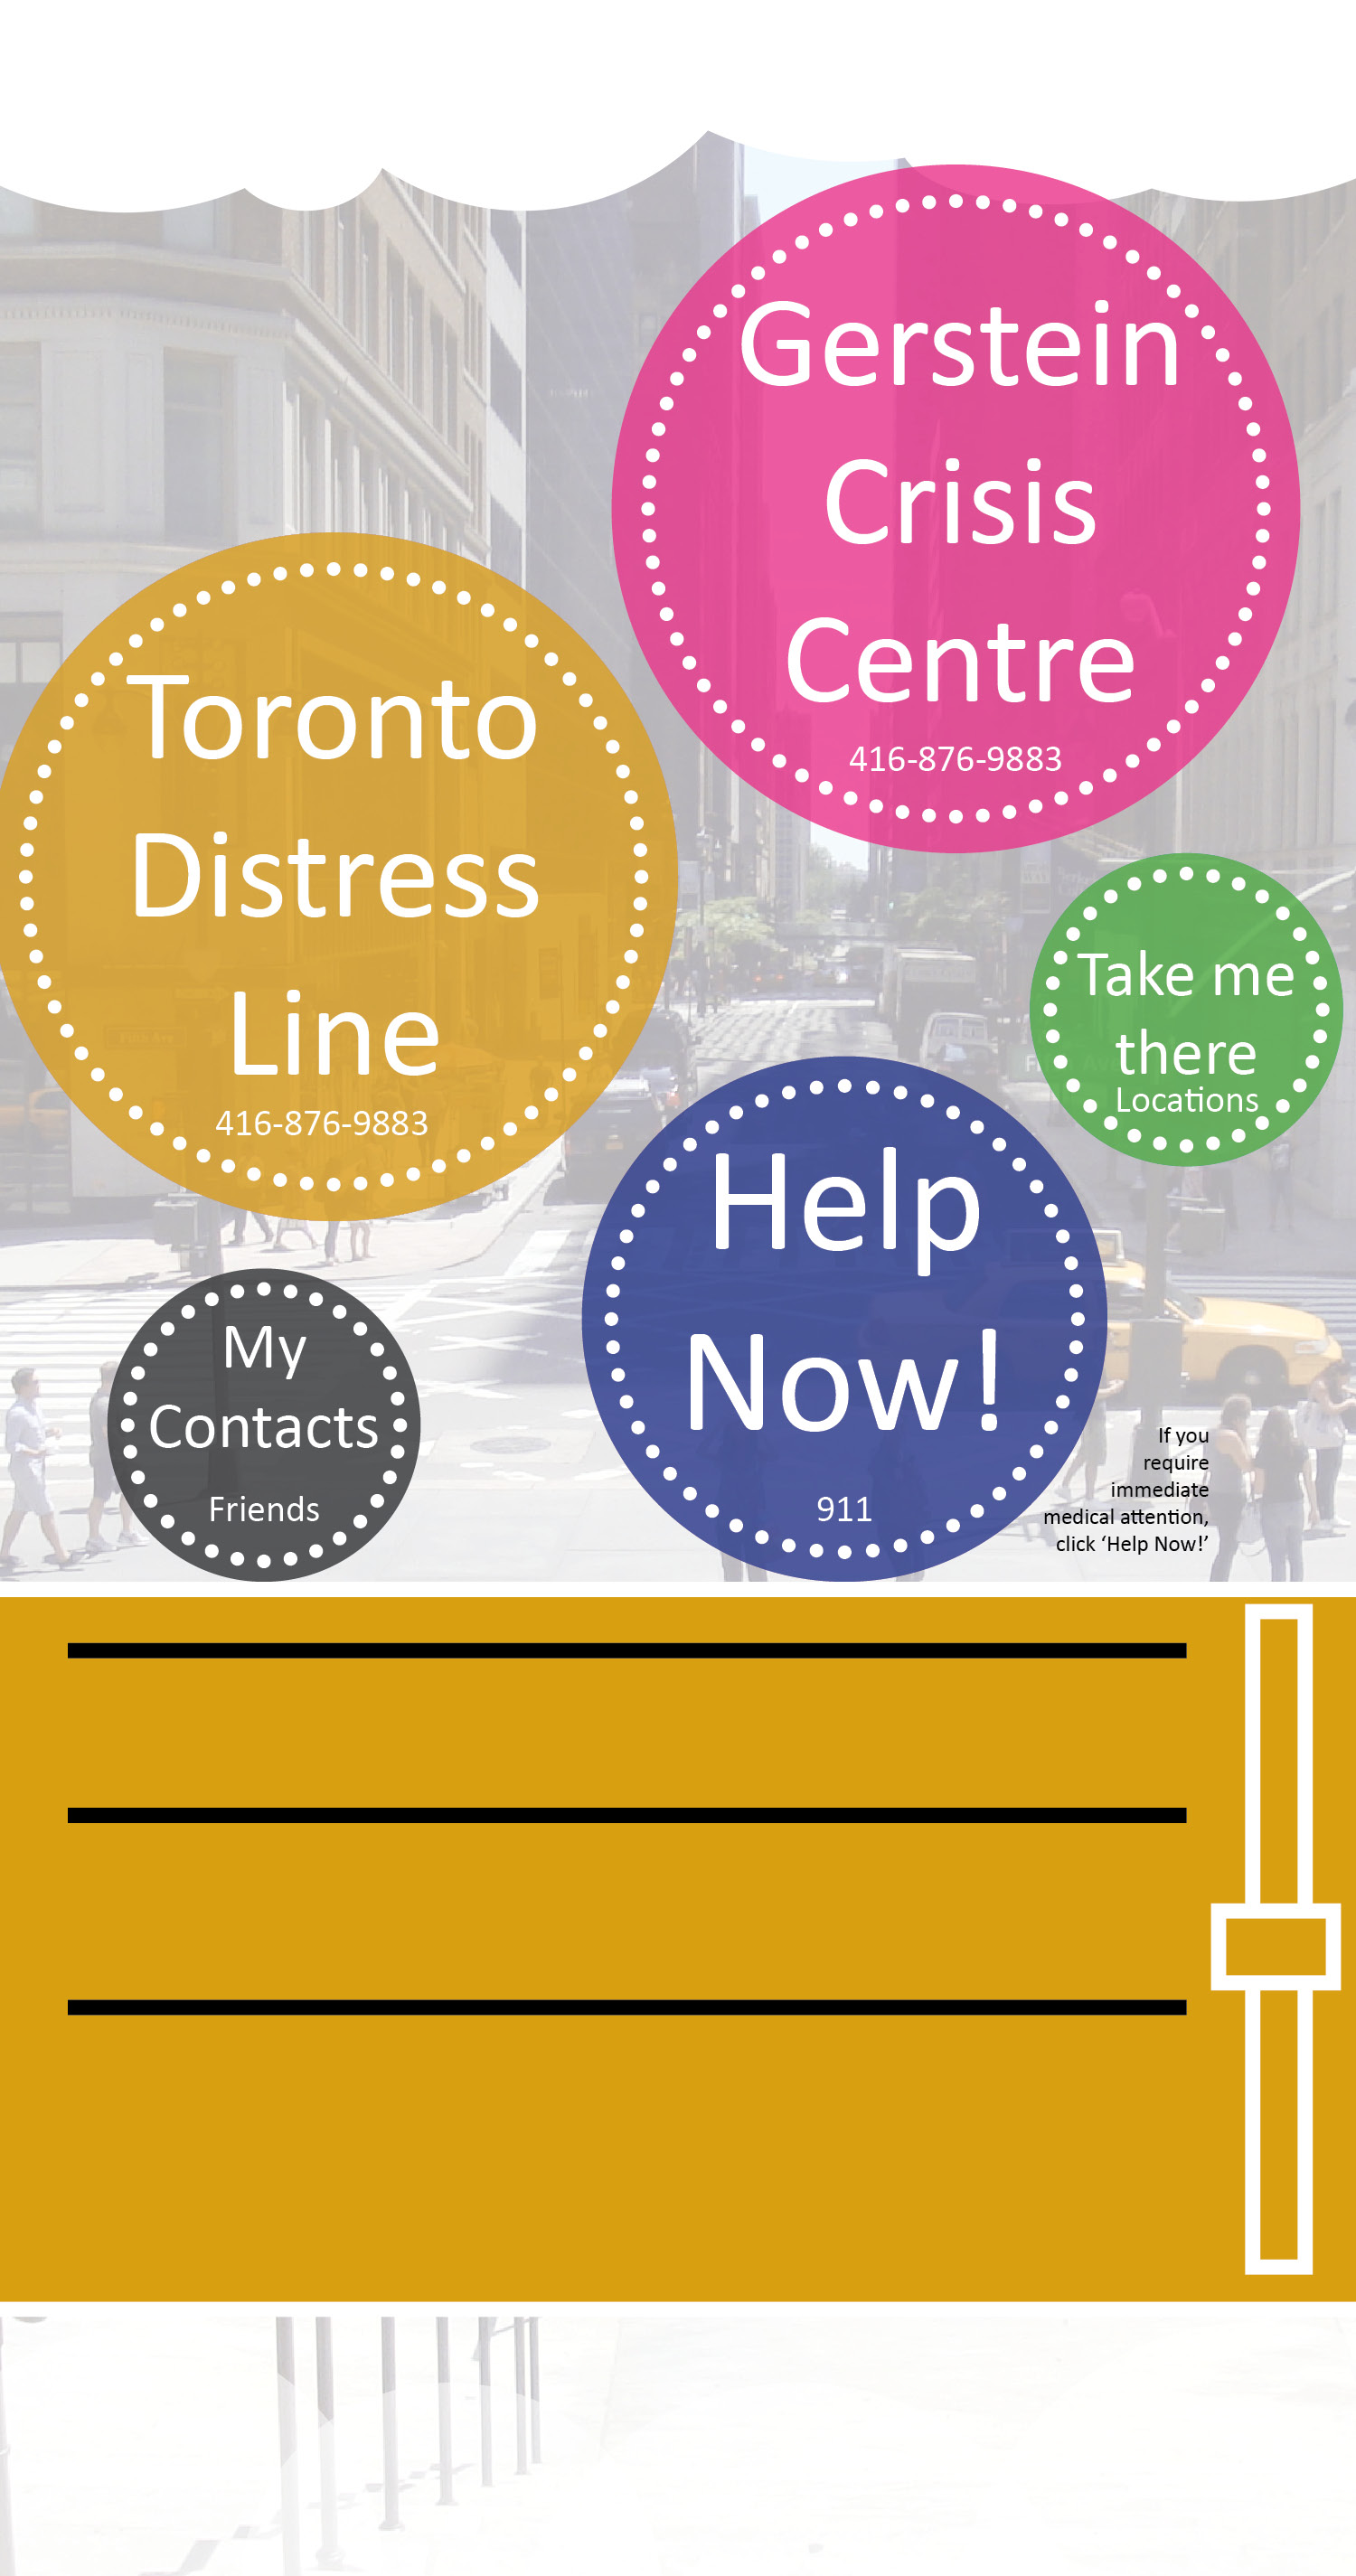 Gerstein
Crisis
Centre
416-876-9883
Toronto
Distress
Line
416-876-9883
Take me
there
Locations
Help
Now!
911
My
Contacts
Friends
If you
require
immediate
medical attention,
click ‘Help Now!’